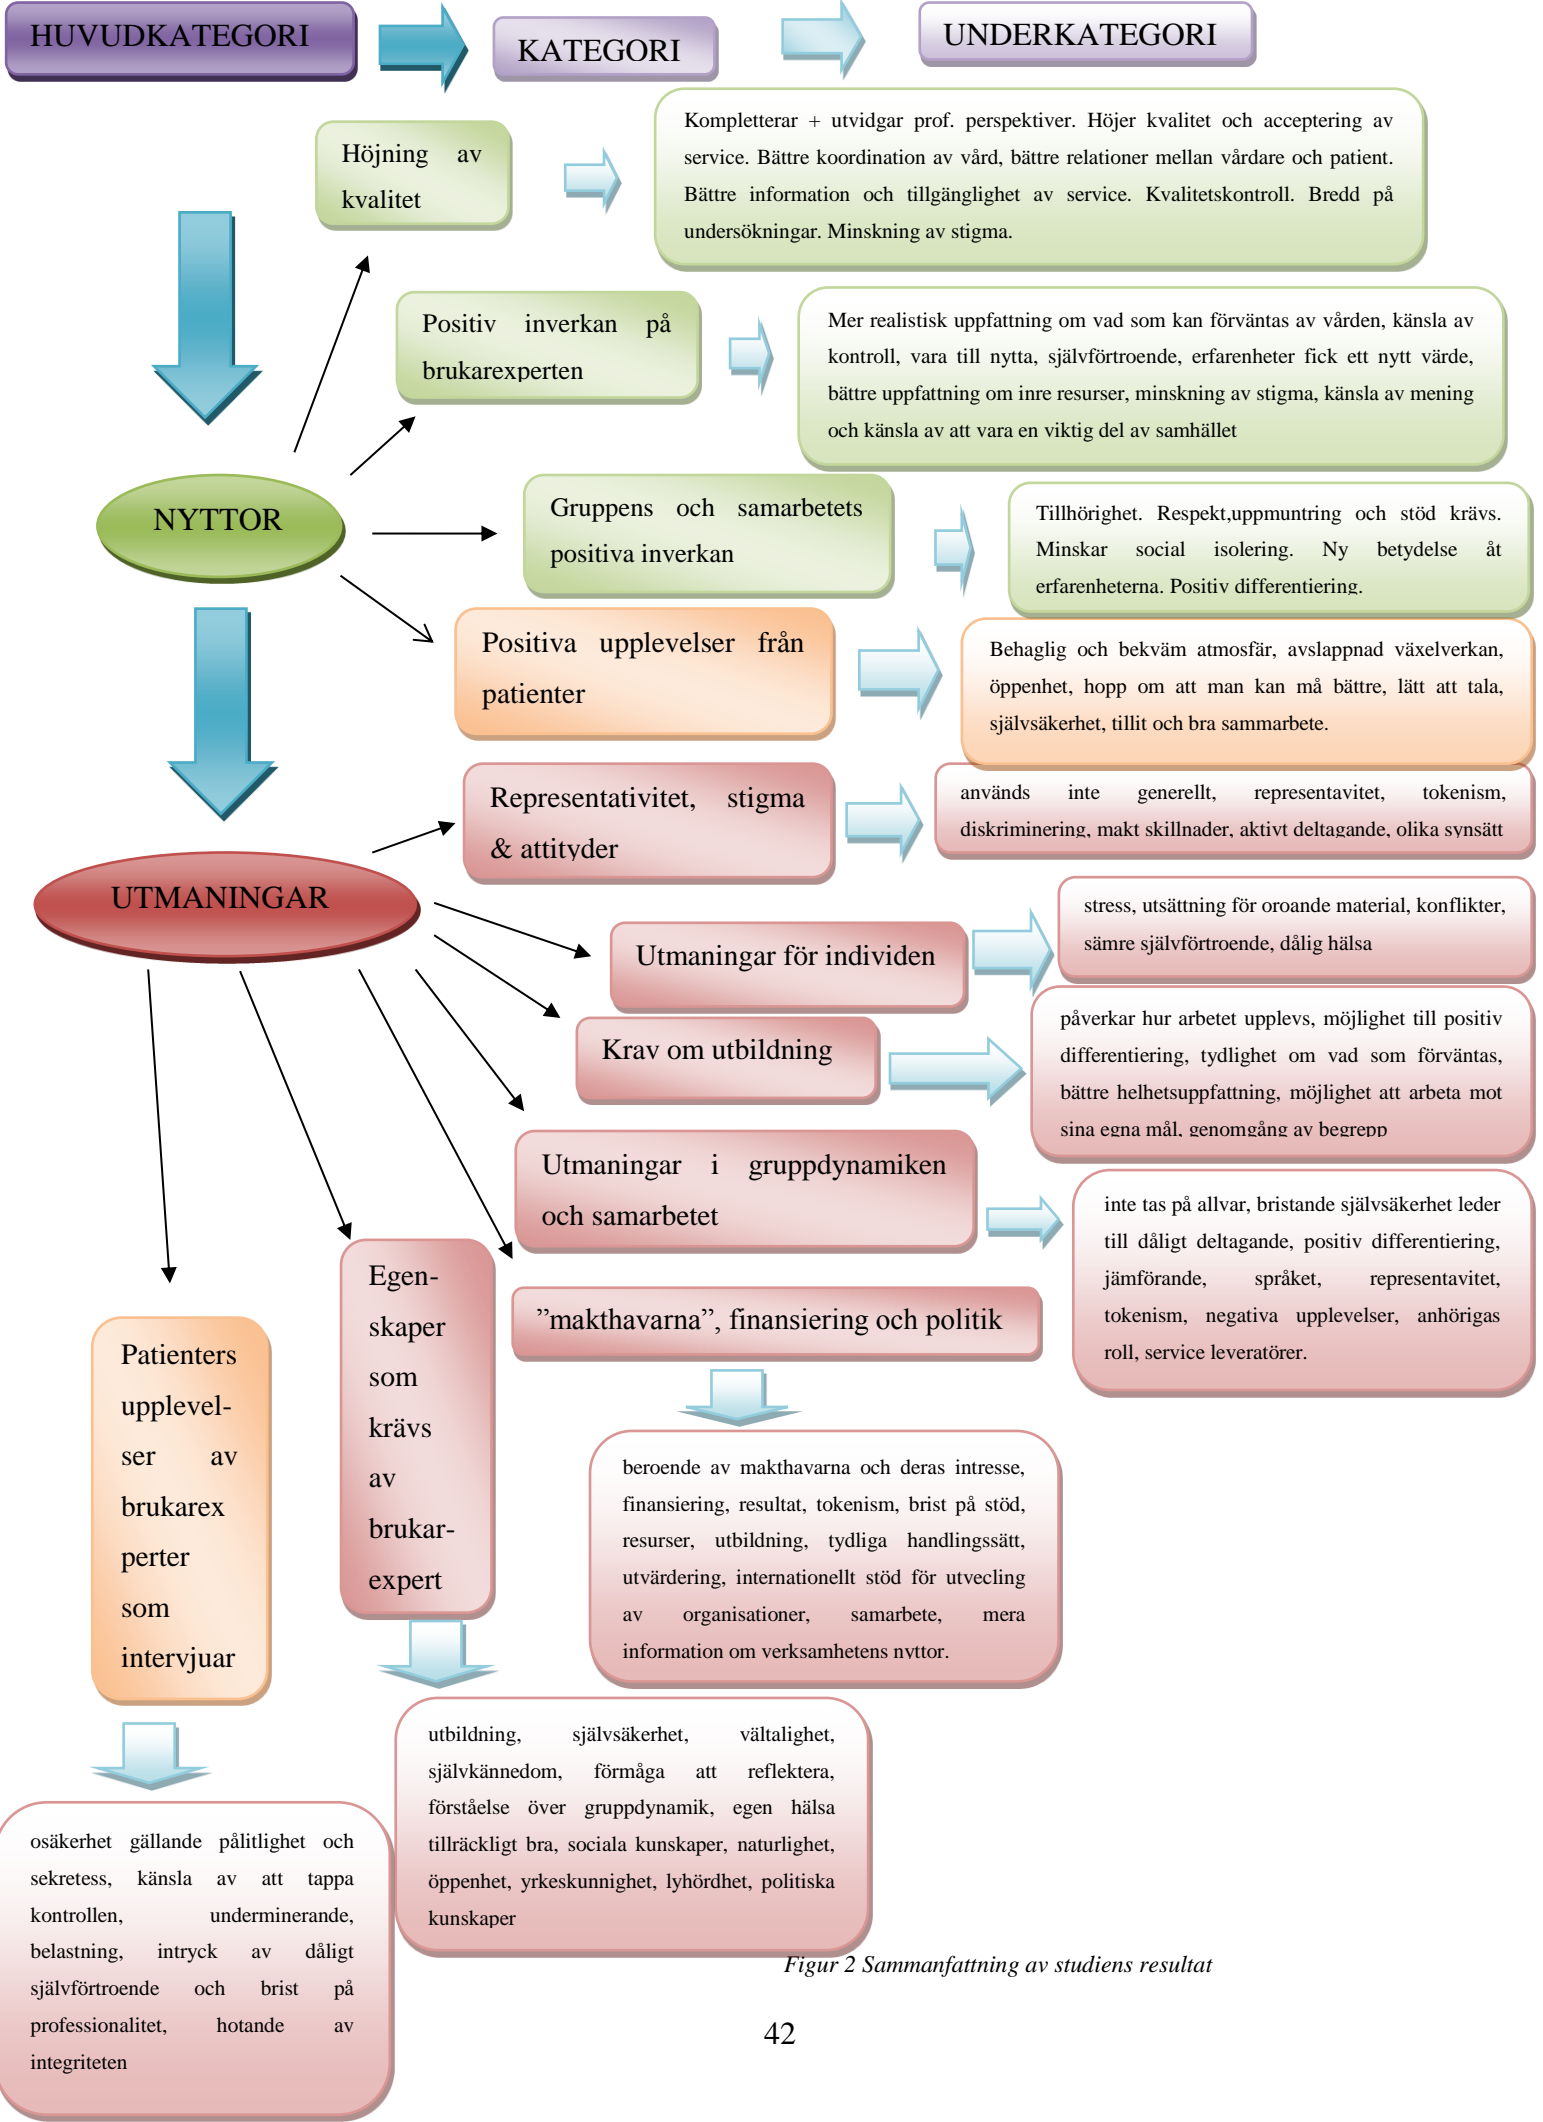 HUVUDKATEGORI
KATEGORI
UNDERKATEGORI
Höjning av
kvalitet
Kompletterar + utvidgar prof. perspektiver. Höjer kvalitet och acceptering av
service. Bättre koordination av vård, bättre relationer mellan vårdare och patient.
Bättre information och tillgänglighet av service. Kvalitetskontroll. Bredd på
undersökningar. Minskning av stigma.
Positiv inverkan på
brukarexperten
Mer realistisk uppfattning om vad som kan förväntas av vården, känsla av
kontroll, vara till nytta, självförtroende, erfarenheter fick ett nytt värde,
bättre uppfattning om inre resurser, minskning av stigma, känsla av mening
och känsla av att vara en viktig del av samhället
NYTTOR
Gruppens och samarbetets
positiva inverkan
Tillhörighet. Respekt,uppmuntring och stöd krävs.
Minskar social isolering. Ny betydelse åt
erfarenheterna. Positiv differentiering.
Positiva upplevelser från
patienter
Behaglig och bekväm atmosfär, avslappnad växelverkan,
öppenhet, hopp om att man kan må bättre, lätt att tala,
självsäkerhet, tillit och bra sammarbete.
Representativitet, stigma
& attityder
används inte generellt, representavitet, tokenism,
diskriminering, makt skillnader, aktivt deltagande, olika synsätt
UTMANINGAR
Utmaningar för individen
stress, utsättning för oroande material, konflikter,
sämre självförtroende, dålig hälsa
Krav om utbildning
påverkar hur arbetet upplevs, möjlighet till positiv
differentiering, tydlighet om vad som förväntas,
bättre helhetsuppfattning, möjlighet att arbeta mot
sina egna mål, genomgång av begrepp
Utmaningar i gruppdynamiken
och samarbetet
inte tas på allvar, bristande självsäkerhet leder
till dåligt deltagande, positiv differentiering,
jämförande, språket, representavitet,
tokenism, negativa upplevelser, anhörigas
roll, service leveratörer.
”makthavarna”, finansiering och politik
beroende av makthavarna och deras intresse,
finansiering, resultat, tokenism, brist på stöd,
resurser, utbildning, tydliga handlingssätt,
utvärdering, internationellt stöd för utvecling
av organisationer, samarbete, mera
information om verksamhetens nyttor.
Egen-
skaper
som
krävs
av
brukar-
expert
utbildning, självsäkerhet, vältalighet,
självkännedom, förmåga att reflektera,
förståelse över gruppdynamik, egen hälsa
tillräckligt bra, sociala kunskaper, naturlighet,
öppenhet, yrkeskunnighet, lyhördhet, politiska
kunskaper
Patienters
upplevel-
ser av
brukarex
perter
som
intervjuar
osäkerhet gällande pålitlighet och
sekretess, känsla av att tappa
kontrollen, underminerande,
belastning, intryck av dåligt
självförtroende och brist på
professionalitet, hotande av
integriteten
Figur 2 Sammanfattning av studiens resultat
42